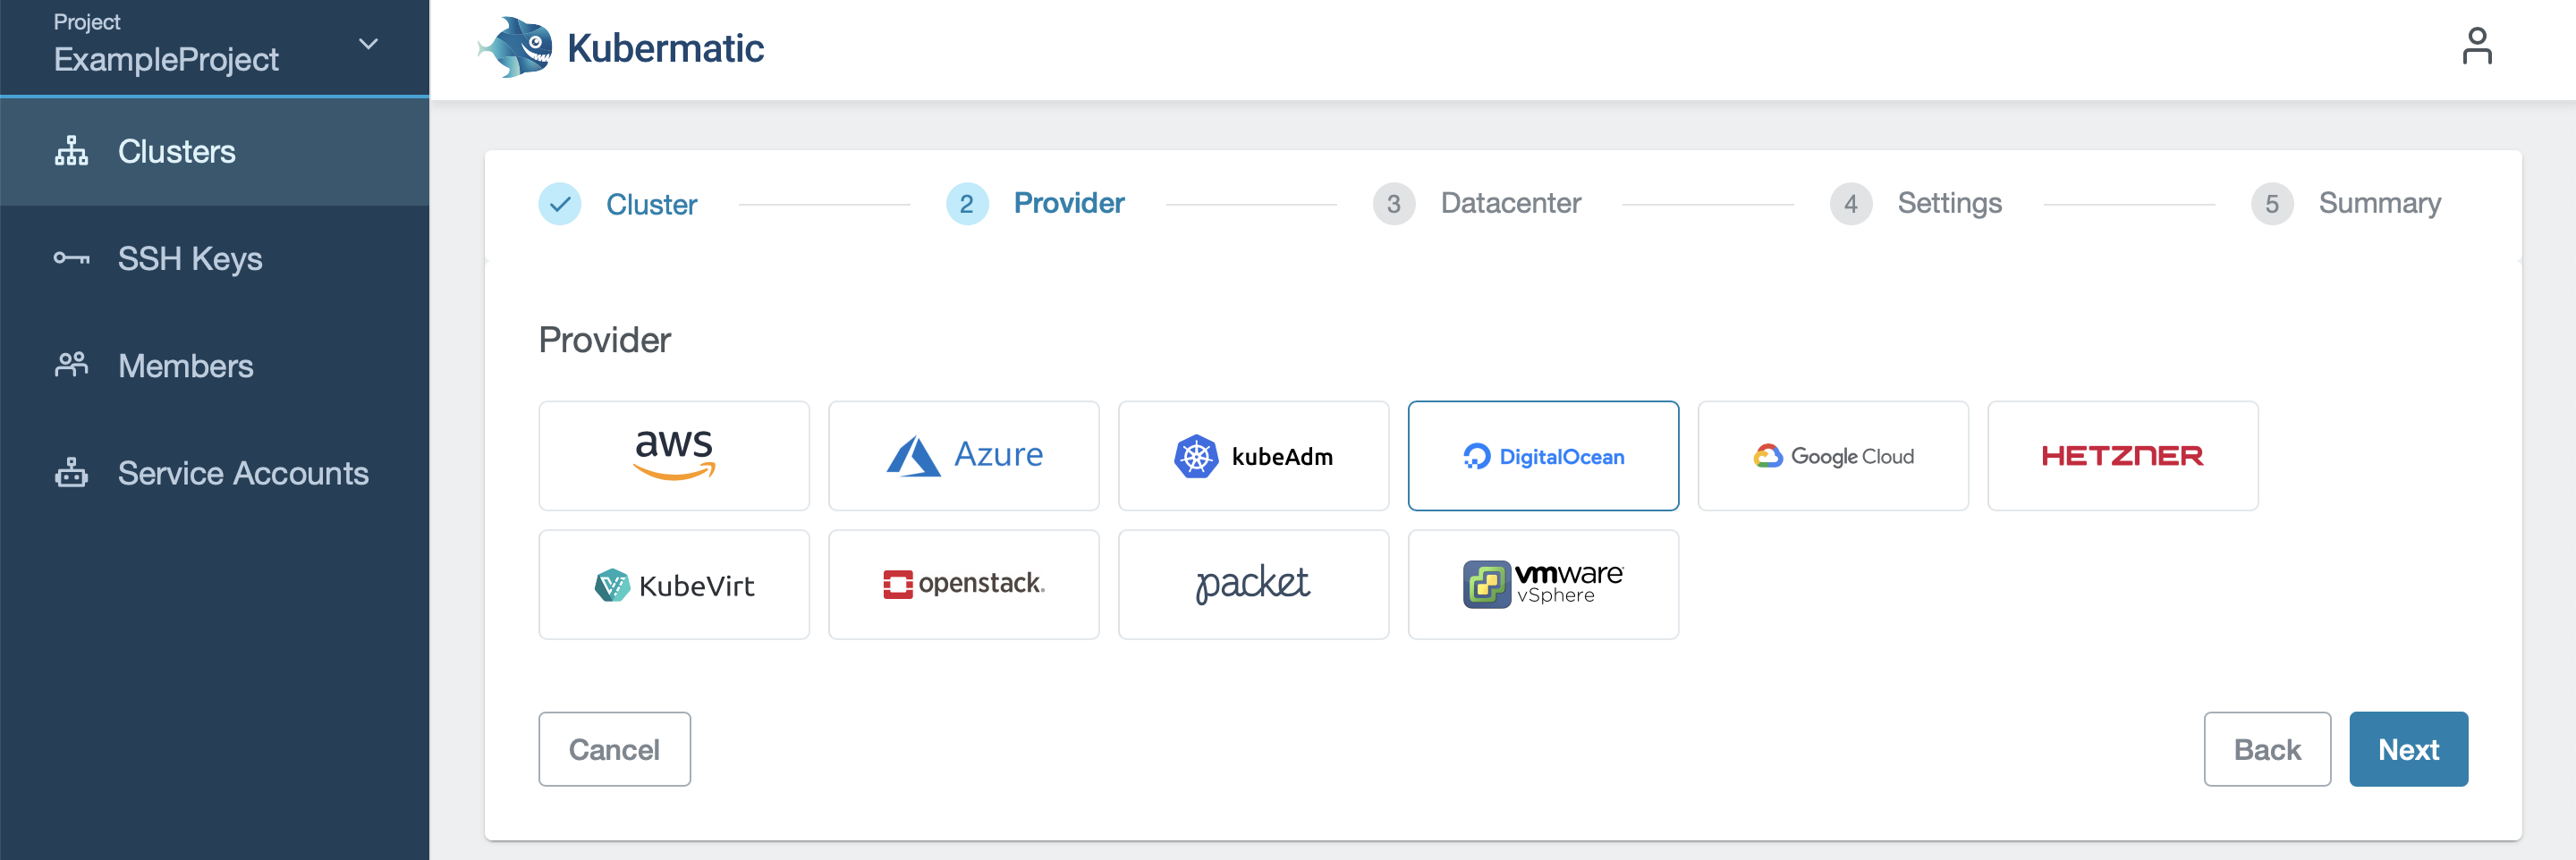 Project
ExampleProject
Clusters
SSH Keys
Members
Service Accounts
Kubermatic
Cluster
2 Provider
3 Datacenter
4 Settings
5 Summary
Provider
aws
Azure
kubeAdm
DigitalOcean
Google Cloud
HETZNER
KubeVirt
openstack.
packet
vmware
vSphere
Cancel
Back
Next